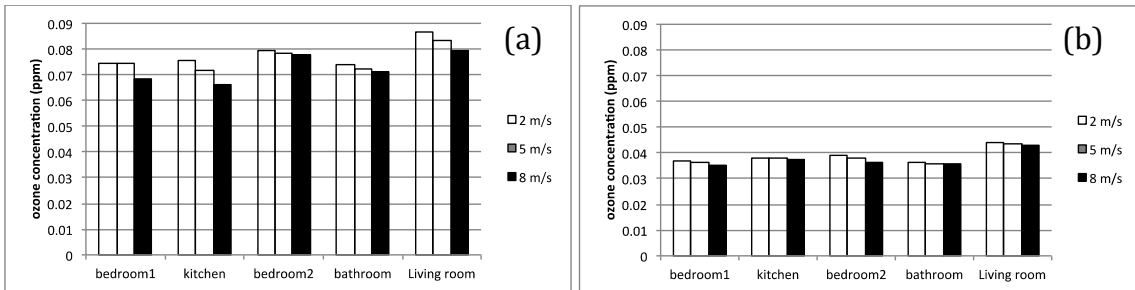 (a)
ozone concentration (ppm)
0.09
0.08
0.07
0.06
0.05
0.04
0.03
0.02
0.01
0
bedroom1 kitchen bedroom2 bathroom Living room
2 m/s
5 m/s
8 m/s
(b)
ozone concentration (ppm)
0.09
0.08
0.07
0.06
0.05
0.04
0.03
0.02
0.01
0
bedroom1 kitchen bedroom2 bathroom Living room
2 m/s
5 m/s
8 m/s